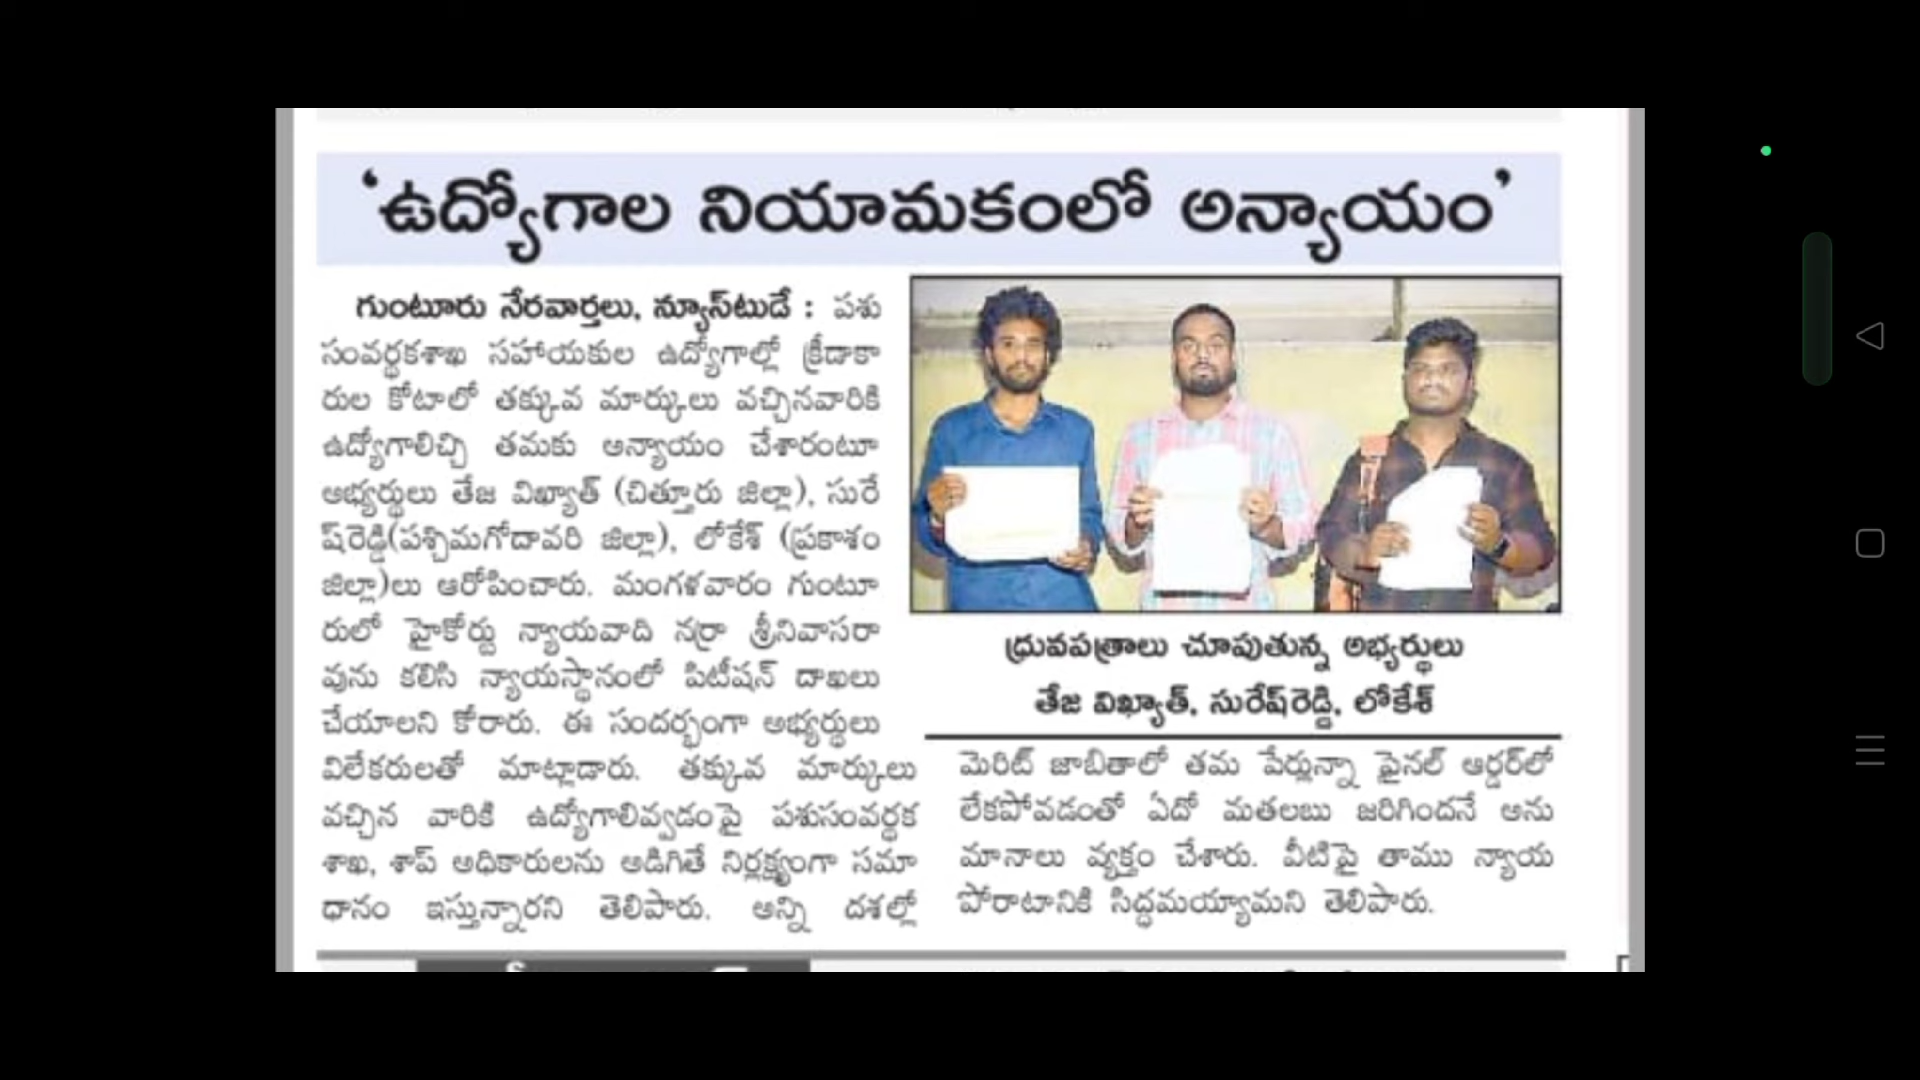 ‘ఉద్యోగాల నియామకంలో అన్యాయం’
గుంటూరు నేరవార్తలు, న్యూస్‌టుడే : పశు
సంవర్థకశాఖ సహాయకుల ఉద్యోగాల్లో క్రీడాకా
రుల కోటాలో తక్కువ మార్కులు వచ్చినవారికి
ఉద్యోగాలిచ్చి తమకు అన్యాయం చేశారంటూ
అభ్యర్థులు తేజ విఖ్యాత్ (చిత్తూరు జిల్లా), సురే
ష్‌రెడ్డి(పశ్చిమగోదావరి జిల్లా), లోకేశ్ (ప్రకాశం
జిల్లా)లు ఆరోపించారు. మంగళవారం గుంటూ
రులో హైకోర్టు న్యాయవాది నర్రా శ్రీనివాసరా
వును కలిసి న్యాయస్థానంలో పిటీషన్ దాఖలు
చేయాలని కోరారు. ఈ సందర్భంగా అభ్యర్థులు
విలేకరులతో మాట్లాడారు. తక్కువ మార్కులు
వచ్చిన వారికి ఉద్యోగాలివ్వడంపై పశుసంవర్థక
శాఖ, శాప్ అధికారులను అడిగితే నిర్లక్ష్యంగా సమా
ధానం ఇస్తున్నారని తెలిపారు. అన్ని దశల్లో
ధ్రువపత్రాలు చూపుతున్న అభ్యర్థులు
తేజ విఖ్యాత్, సురేష్‌రెడ్డి, లోకేశ్
మెరిట్ జాబితాలో తమ పేర్లున్నా ఫైనల్ ఆర్డర్‌లో
లేకపోవడంతో ఏదో మతలబు జరిగిందనే అను
మానాలు వ్యక్తం చేశారు. వీటిపై తాము న్యాయ
పోరాటానికి సిద్ధమయ్యామని తెలిపారు.